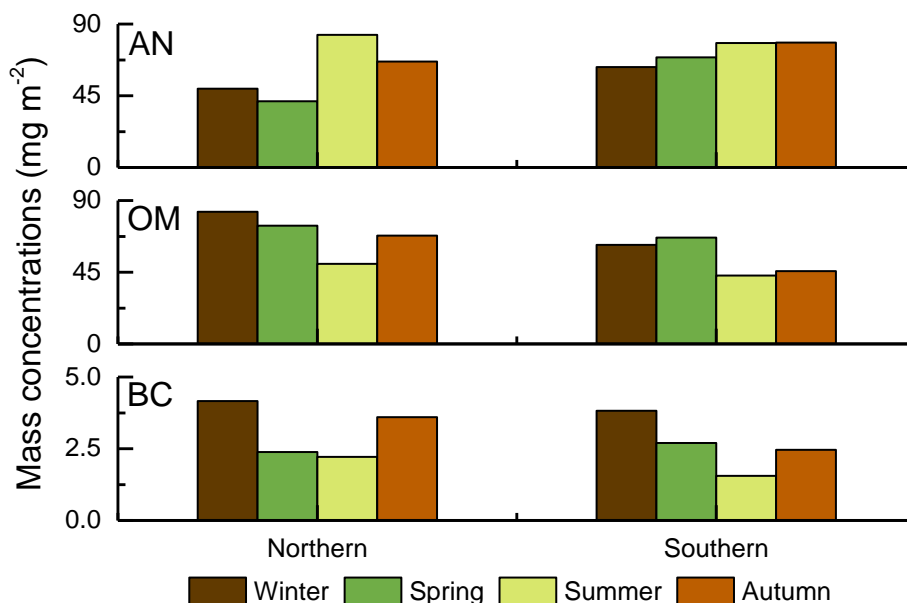 Mass concentrations (mg m⁻²)
AN
90
45
0
OM
90
45
0
BC
5.0
2.5
0.0
Northern Southern
Winter Spring Summer Autumn